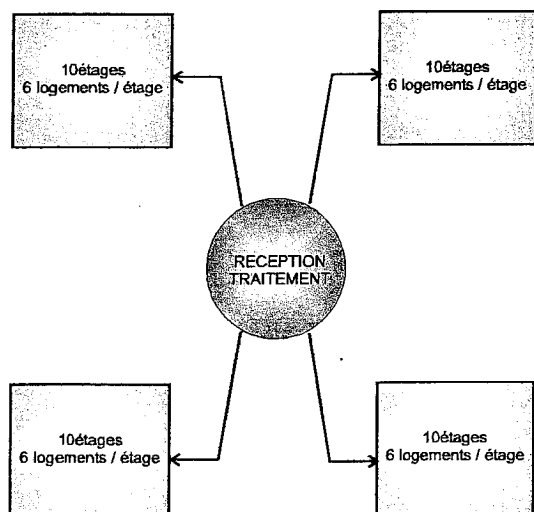 10étages
6 logements / étage
10étages
6 logements / étage
RECEPTION
TRAITEMENT
10étages
6 logements / étage
10étages
6 logements / étage